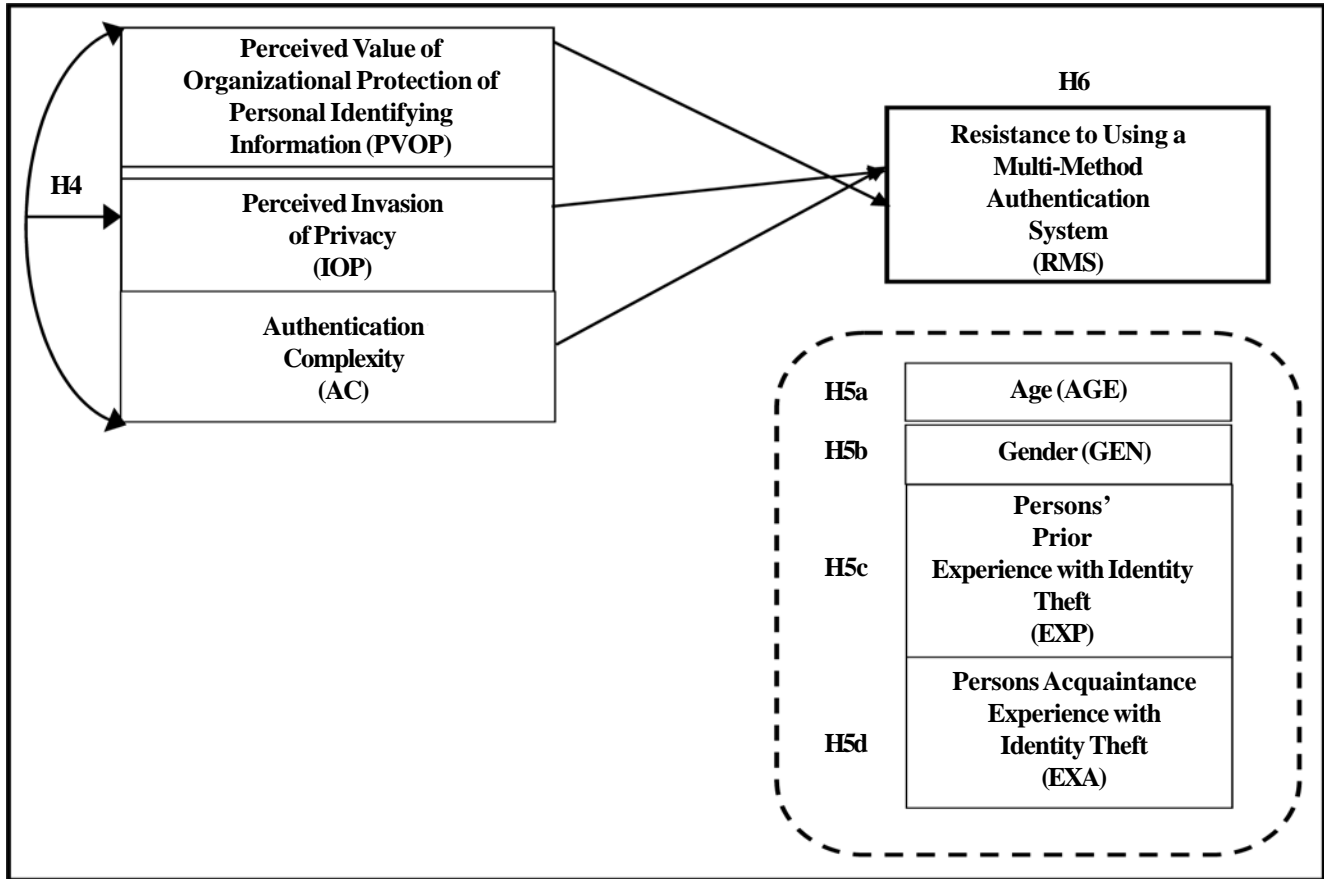 Perceived Value of
Organizational Protection of
Personal Identifying
Information (PVOP)
H4
Perceived Invasion
of Privacy
(IOP)
Authentication
Complexity
(AC)
H6
Resistance to Using a
Multi-Method
Authentication
System
(RMS)
H5a
Age (AGE)
H5b
Gender (GEN)
H5c
Persons’
Prior
Experience with Identity
Theft
(EXP)
H5d
Persons Acquaintance
Experience with
Identity Theft
(EXA)